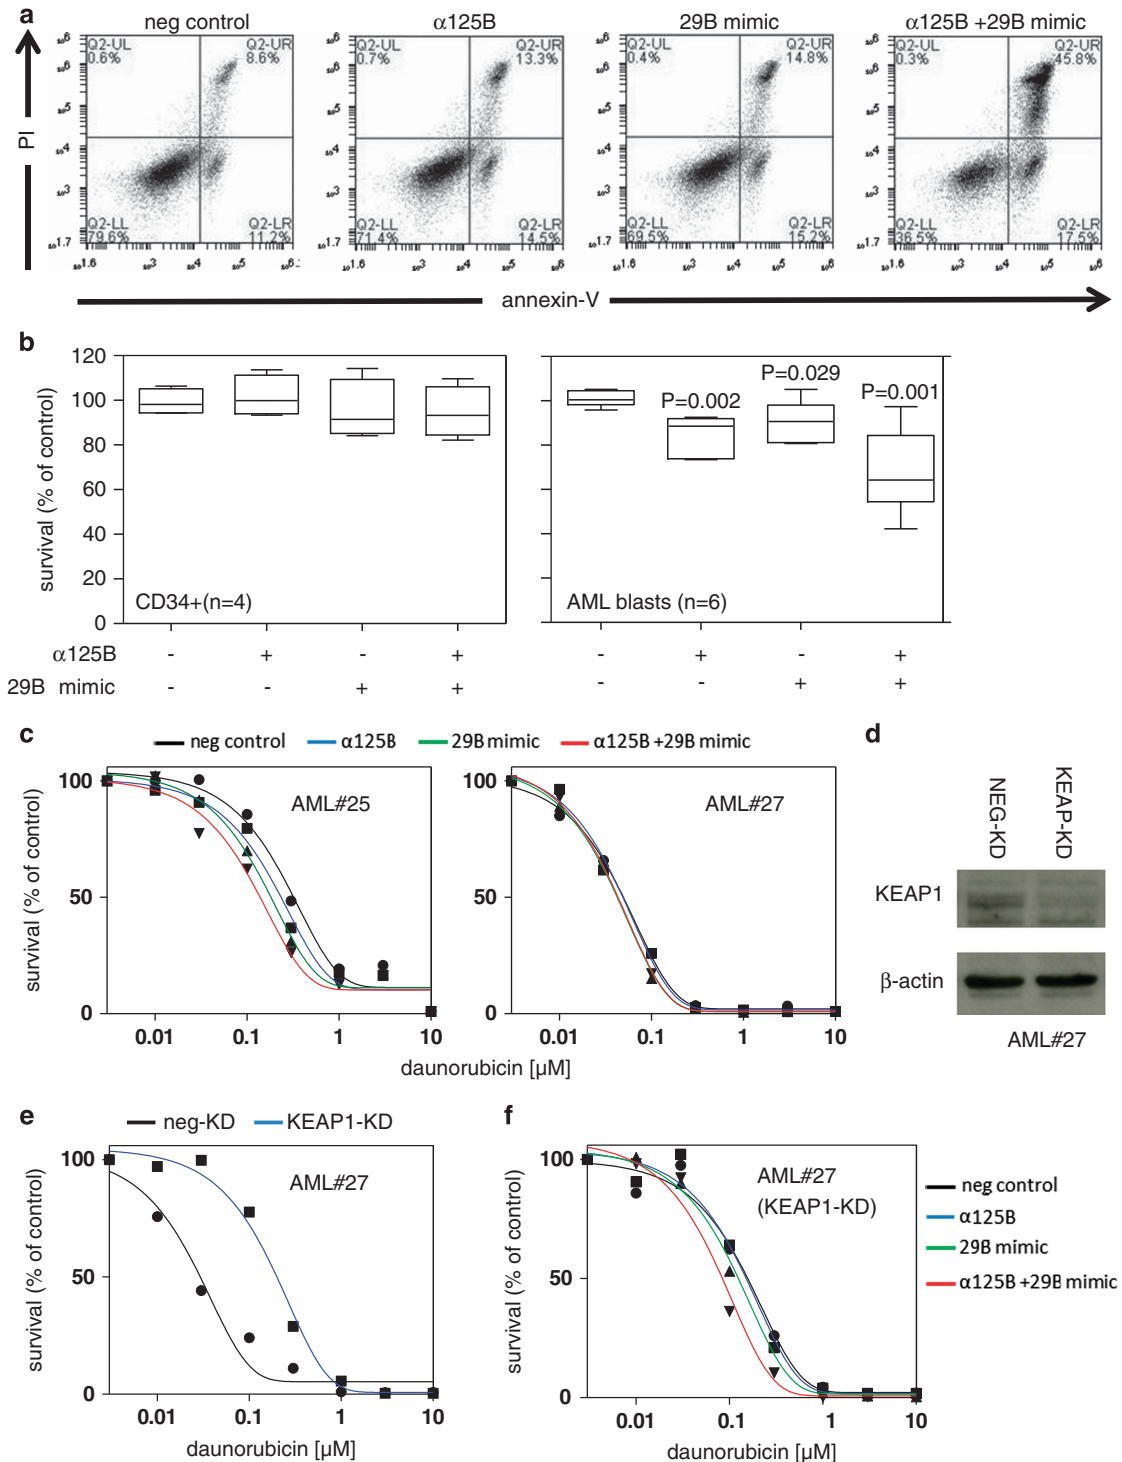 a
neg control
α125B
29B mimic
α125B +29B mimic
PI
Q2-UL
0.6%
Q2-UR
8.6%
Q2-LL
79.6%
Q2-LR
11.2%
Q2-UL
0.7%
Q2-UR
13.3%
Q2-LL
71.4%
Q2-LR
14.5%
Q2-UL
0.4%
Q2-UR
14.8%
Q2-LL
69.5%
Q2-LR
15.2%
Q2-UL
0.3%
Q2-UR
45.8%
Q2-LL
36.5%
Q2-LR
17.5%
annexin-V
b
survival (% of control)
120
100
80
60
40
20
0
CD34+(n=4)
P=0.002
P=0.029
P=0.001
AML blasts (n=6)
α125B - + - + - + - +
29B mimic - - + + - - + +
c
neg control α125B 29B mimic α125B +29B mimic
survival (% of control)
100
50
0
AML#25
0.01 0.1 1 10
100
50
0
AML#27
0.01 0.1 1 10
daunorubicin [µM]
d
NEG-KD
KEAP-KD
KEAP1
β-actin
AML#27
e
neg-KD KEAP1-KD
survival (% of control)
100
50
0
AML#27
0.01 0.1 1 10
daunorubicin [µM]
f
survival (% of control)
100
50
0
AML#27
(KEAP1-KD)
0.01 0.1 1 10
daunorubicin [µM]
neg control
α125B
29B mimic
α125B +29B mimic